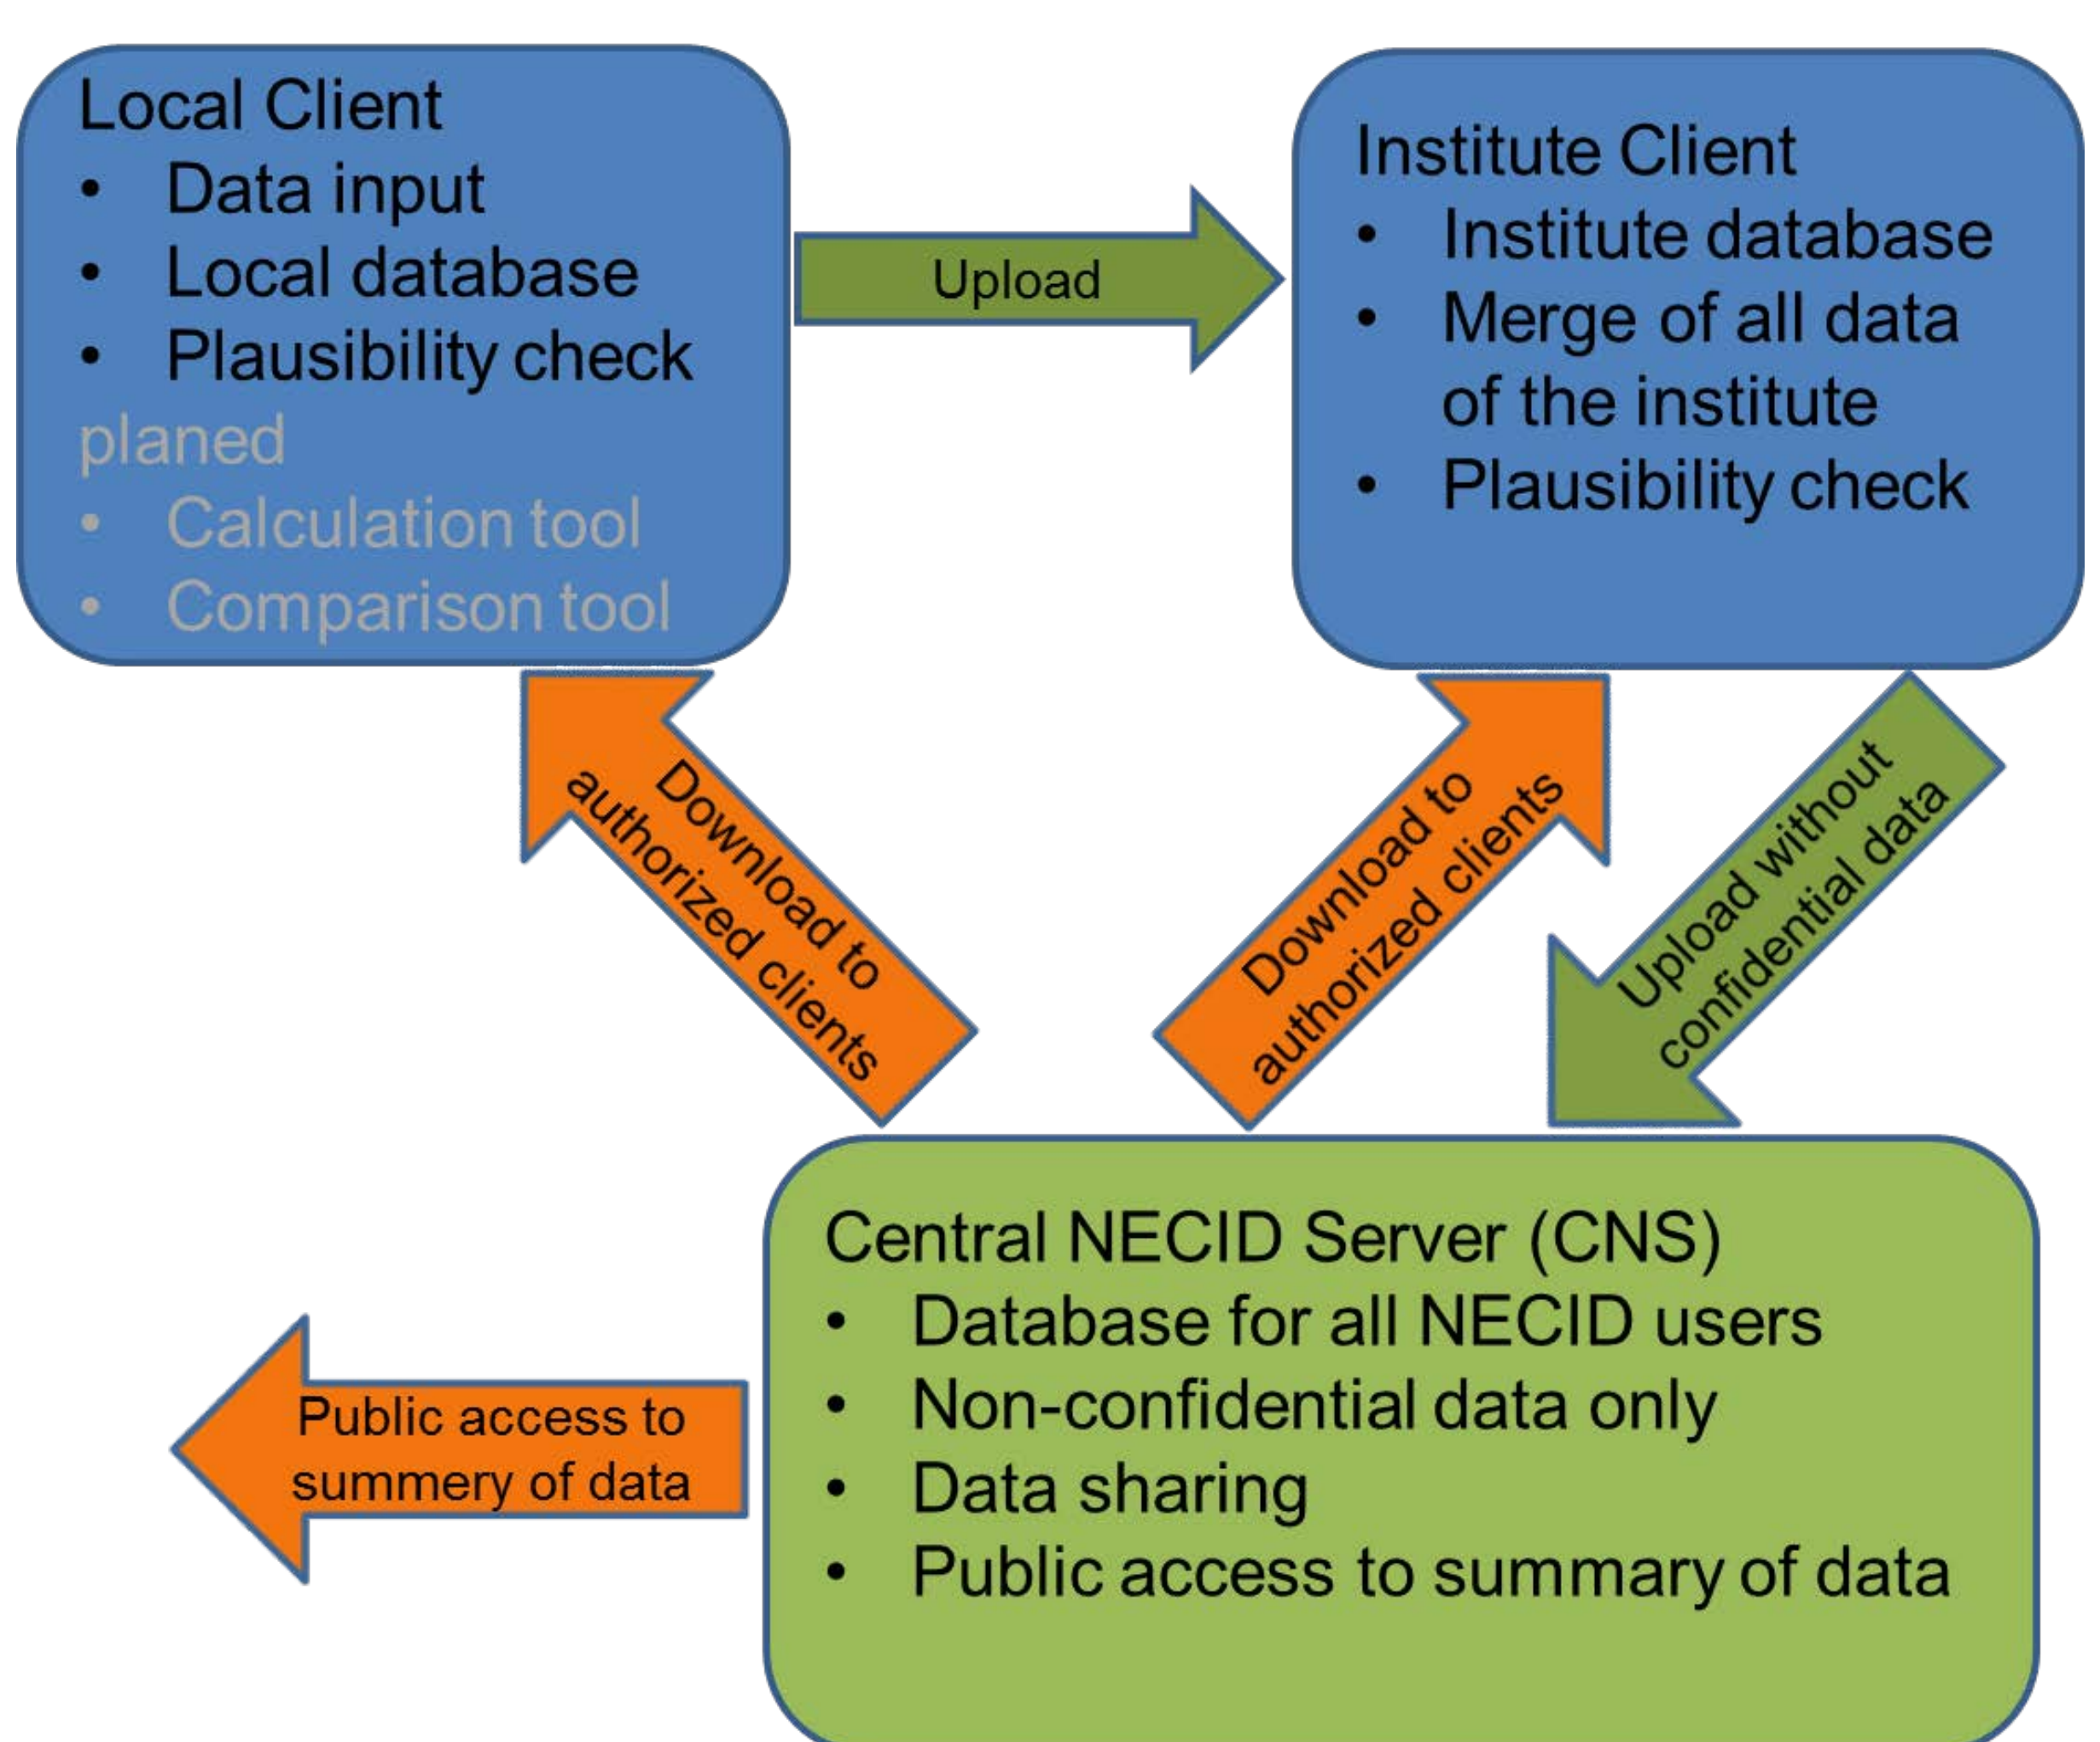 Local Client
• Data input
• Local database
• Plausibility check
planed
• Calculation tool
• Comparison tool
Upload
Institute Client
• Institute database
• Merge of all data
of the institute
• Plausibility check
Download to
authorized clients
Download to
authorized clients
Upload without
confidential data
Central NECID Server (CNS)
• Database for all NECID users
• Non-confidential data only
• Data sharing
• Public access to summary of data
Public access to
summery of data